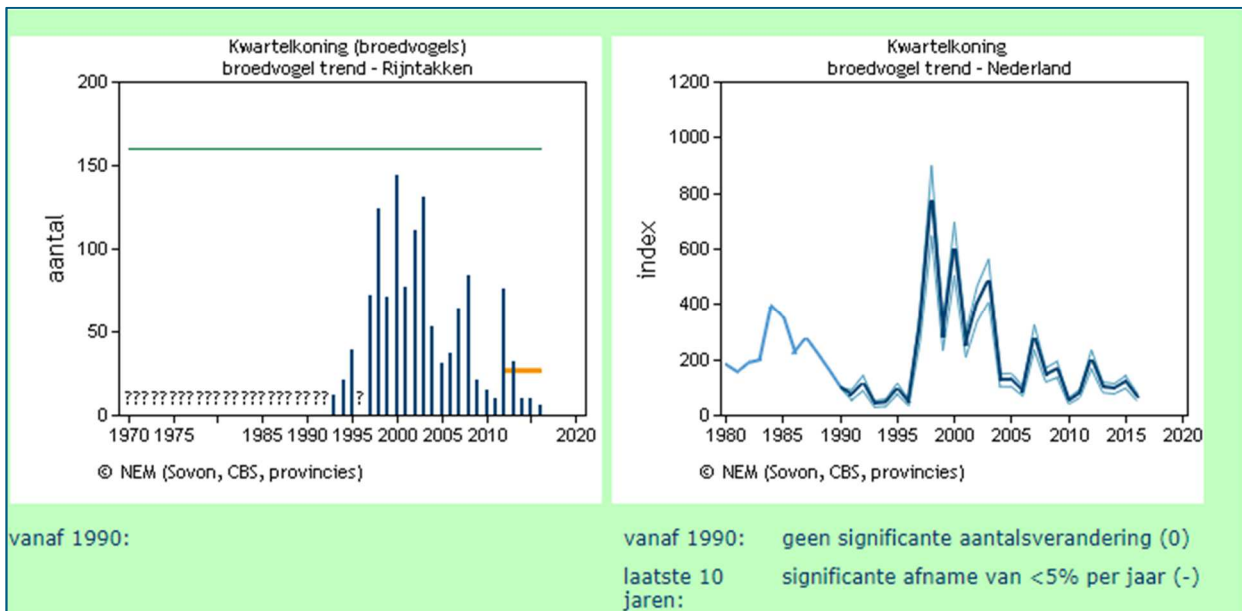 Kwartelkoning (broedvogels)
broedvogel trend - Rijntakken
200
150
100
50
0
aantal
??????????????????????? ?
1970 1975 1985 1990 1995 2000 2005 2010 2020
© NEM (Sovon, CBS, provincies)
Kwartelkoning
broedvogel trend - Nederland
1200
1000
800
600
400
200
0
index
1980 1985 1990 1995 2000 2005 2010 2015 2020
© NEM (Sovon, CBS, provincies)
vanaf 1990:
vanaf 1990: geen significante aantalsverandering (0)
laatste 10 significante afname van <5% per jaar (-)
jaren: